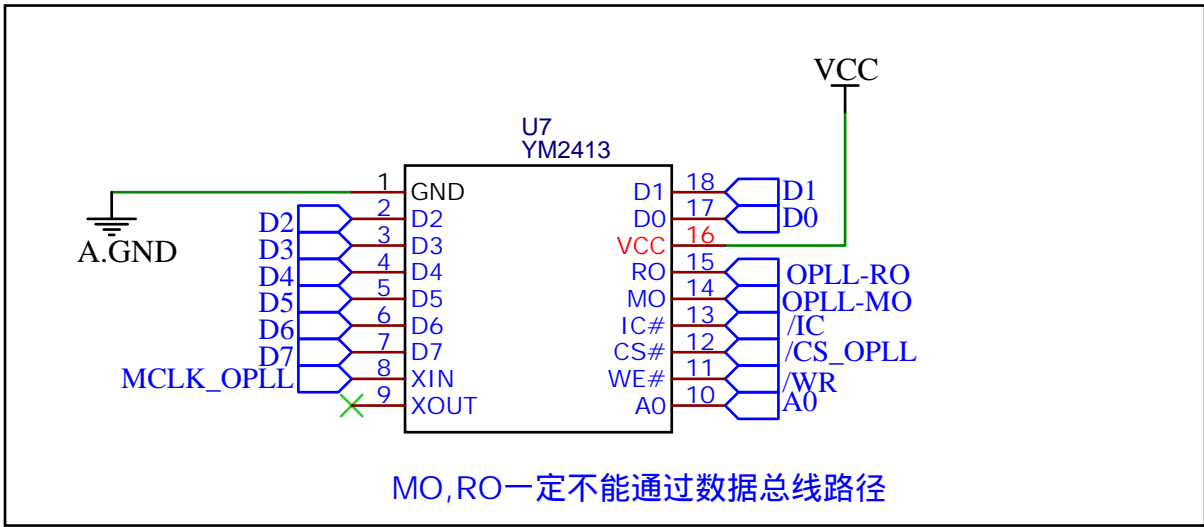 VCC
U7
YM2413
1 GND D1 18 D1
D2 2 D2 D0 17 D0
A.GND
D3 3 D3 VCC 16
D4 4 D4 RO 15 OPLL-RO
D5 5 D5 MO 14 OPLL-MO
D6 6 D6 IC# 13 /IC
D7 7 D7 CS# 12 /CS_OPLL
MCLK_OPLL 8 XIN WE# 11 /WR
9 XOUT A0 10 A0
MO,RO一定不能通过数据总线路径